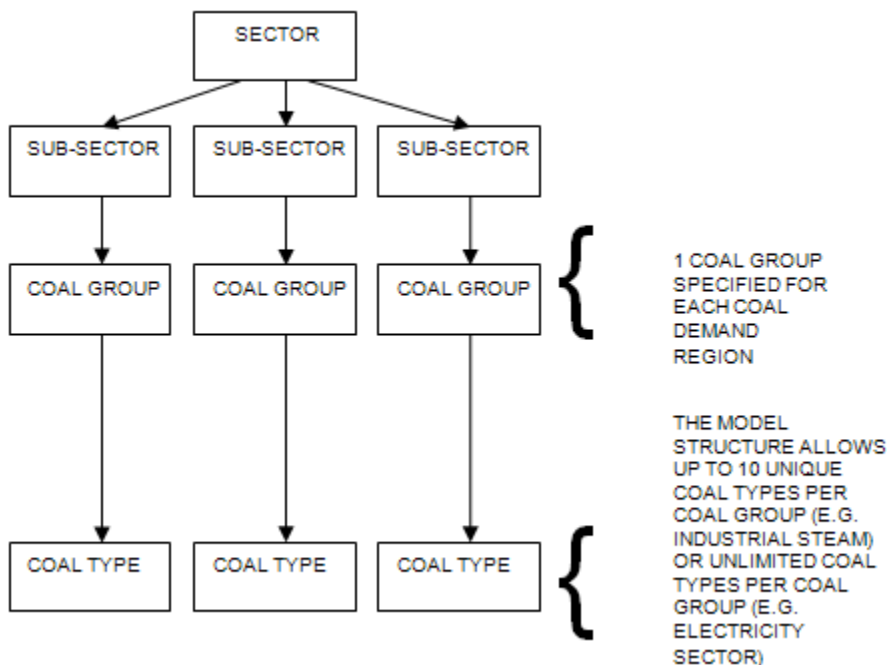 SECTOR
SUB-SECTOR
SUB-SECTOR
SUB-SECTOR
COAL GROUP
COAL GROUP
COAL GROUP
1 COAL GROUP
SPECIFIED FOR
EACH COAL
DEMAND
REGION
THE MODEL
STRUCTURE ALLOWS
UP TO 10 UNIQUE
COAL TYPES PER
COAL GROUP (E.G.
INDUSTRIAL STEAM)
OR UNLIMITED COAL
TYPES PER COAL
GROUP (E.G.
ELECTRICITY
SECTOR)
COAL TYPE
COAL TYPE
COAL TYPE